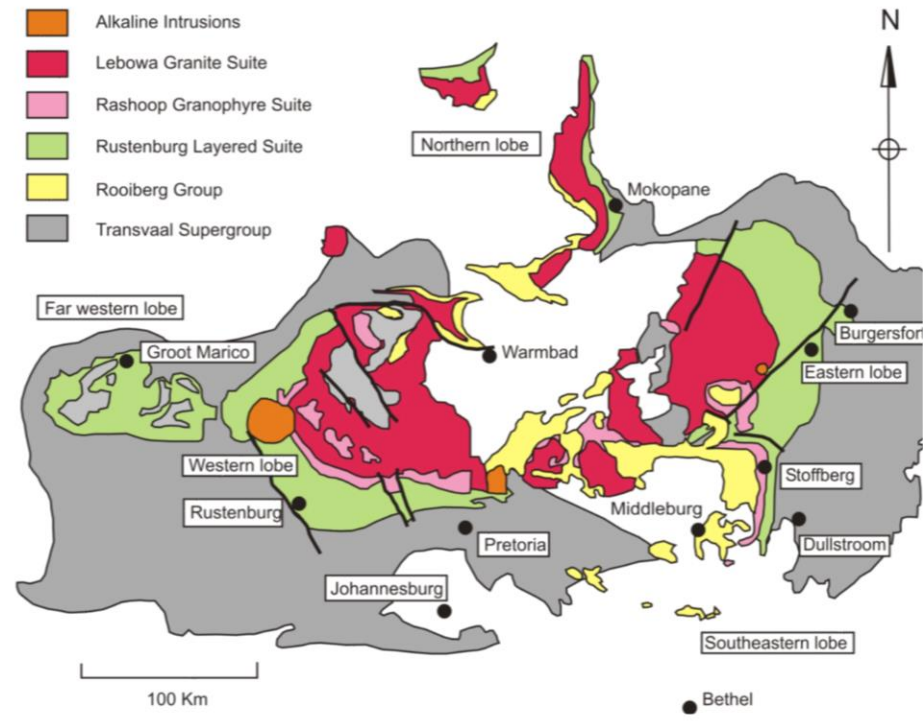 Alkaline Intrusions
Lebowa Granite Suite
Rashoop Granophyre Suite
Rustenburg Layered Suite
Rooiberg Group
Transvaal Supergroup
N
Northern lobe
Mokopane
Far western lobe
Groot Marico
Warmbad
Burgersfort
Eastern lobe
Western lobe
Rustenburg
Stoffberg
Middleburg
Pretoria
Dullstroom
Johannesburg
Southeastern lobe
100 Km
Bethel